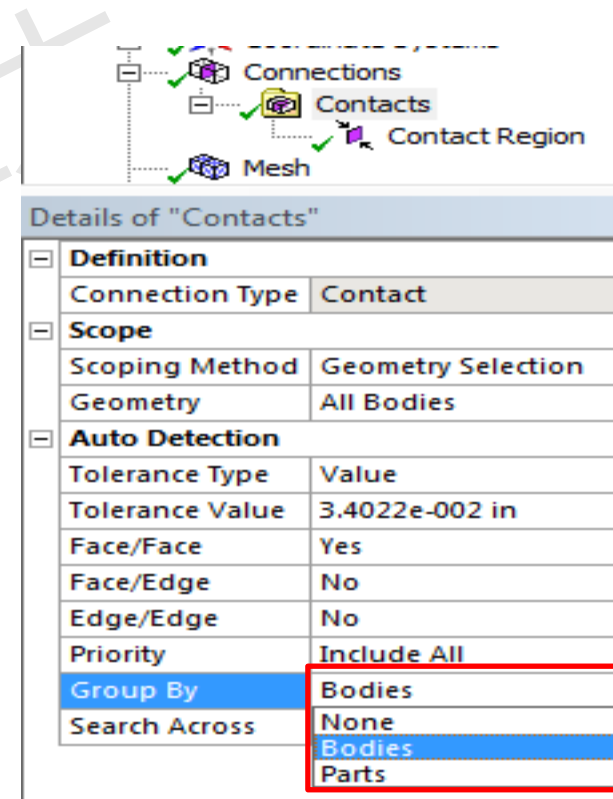 Connections
Contacts
Contact Region
Mesh
Details of "Contacts"
Definition
Connection Type Contact
Scope
Scoping Method Geometry Selection
Geometry All Bodies
Auto Detection
Tolerance Type Value
Tolerance Value 3.4022e-002 in
Face/Face Yes
Face/Edge No
Edge/Edge No
Priority Include All
Group By Bodies
Search Across None
Bodies
Parts